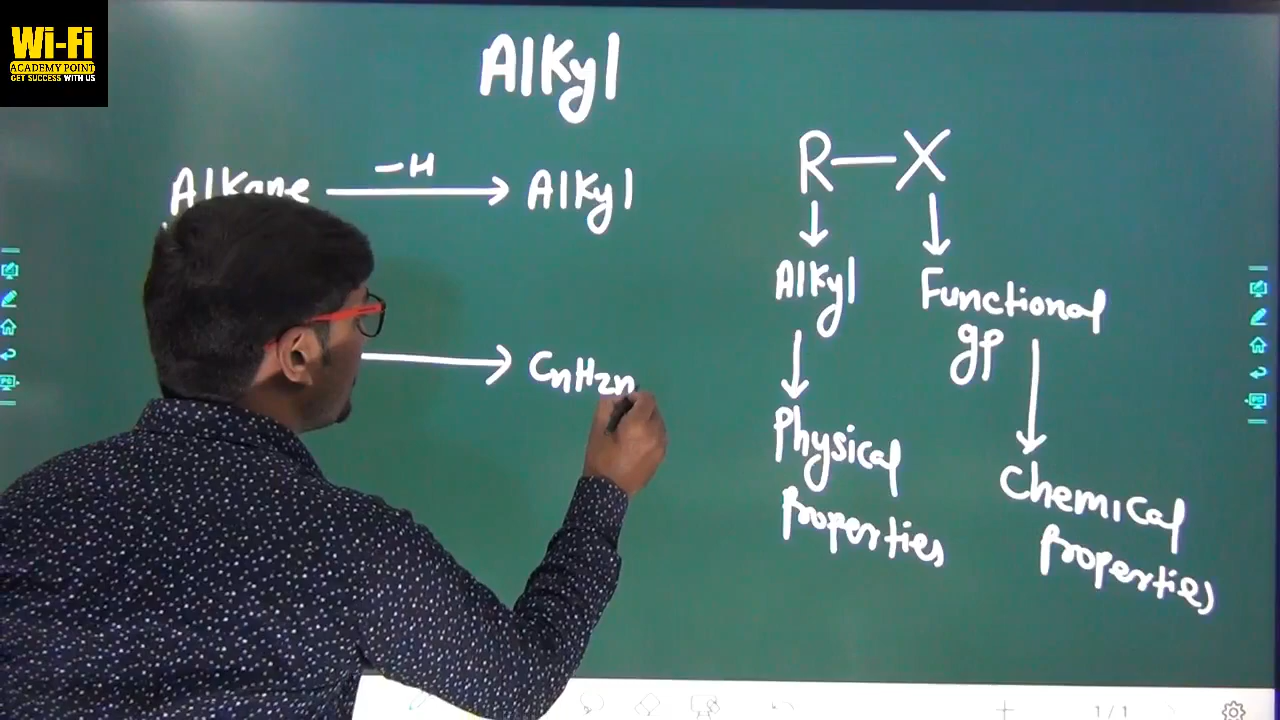 Wi-Fi
ACADEMY POINT
GET SUCCESS WITH US
Alkyl
Alkane —H Alkyl
CnH2n
R—X
Alkyl
Functional
gp
Physical
Properties
Chemical
Properties
1/1